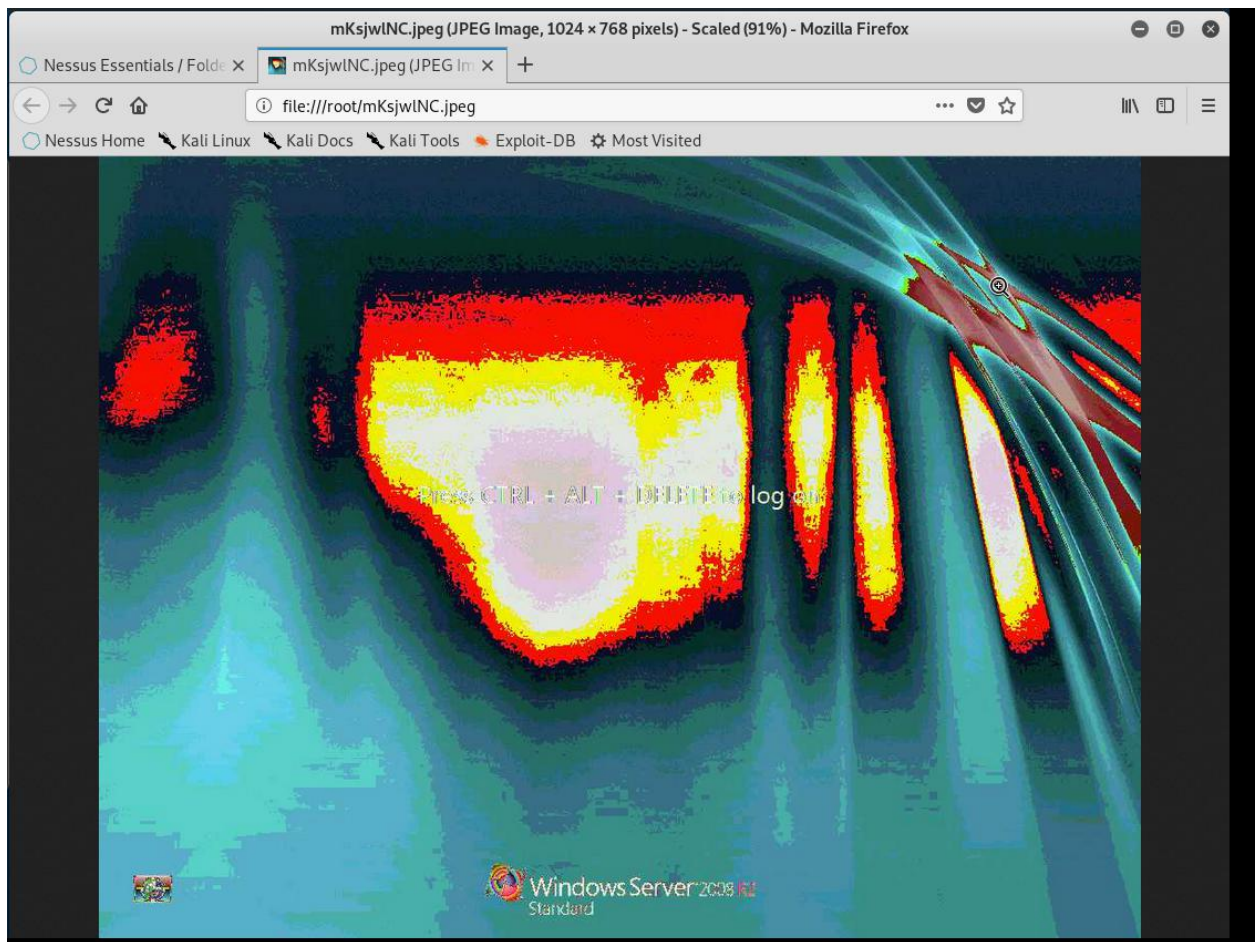 mKsjwlNC.jpeg (JPEG Image, 1024 × 768 pixels) - Scaled (91%) - Mozilla Firefox
Nessus Essentials / Folde
mKsjwlNC.jpeg (JPEG Im
file:///root/mKsjwlNC.jpeg
Nessus Home Kali Linux Kali Docs Kali Tools Exploit-DB Most Visited
Press CTRL + ALT + DELETE to log on
Windows Server 2008 R2
Standard